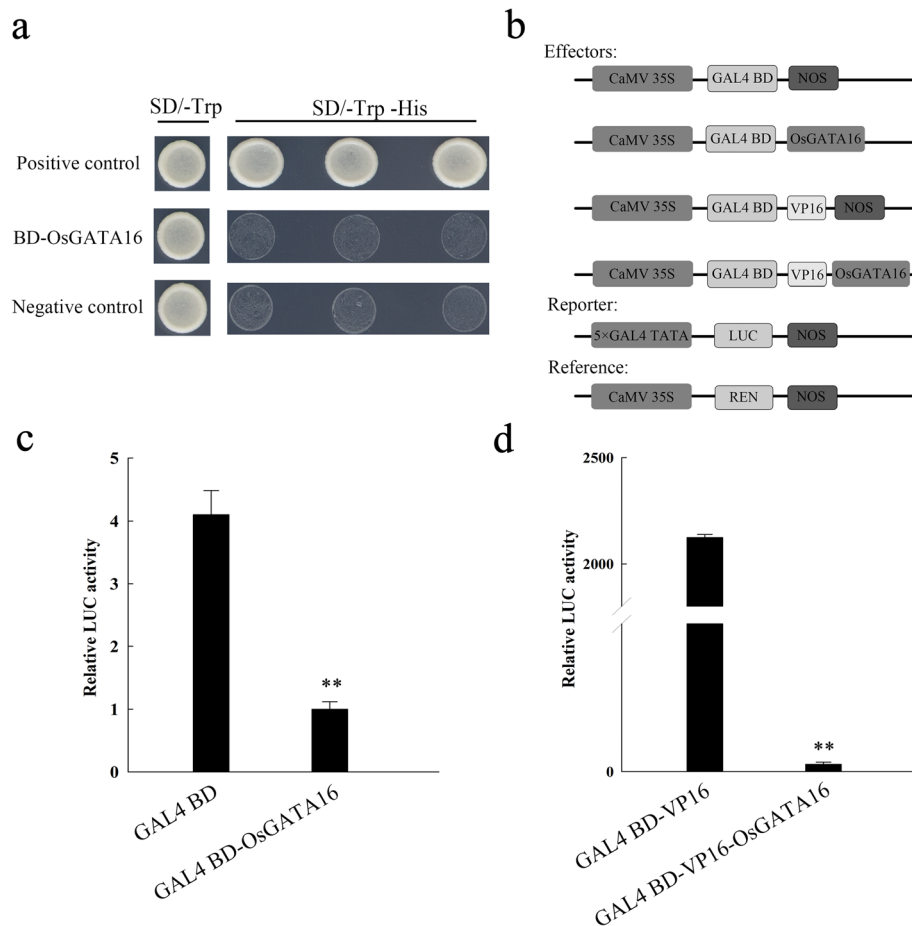 a
SD/-Trp SD/-Trp -His
Positive control
BD-OsGATA16
Negative control
b
Effectors:
CaMV 35S GAL4 BD NOS
CaMV 35S GAL4 BD OsGATA16
CaMV 35S GAL4 BD VP16 NOS
CaMV 35S GAL4 BD VP16 OsGATA16
Reporter:
5×GAL4 TATA LUC NOS
Reference:
CaMV 35S REN NOS
c
Relative LUC activity
5
4
3
2
1
0
**
GAL4 BD
GAL4 BD-OsGATA16
d
Relative LUC activity
2500
2000
0
**
GAL4 BD-VP16
GAL4 BD-VP16-OsGATA16